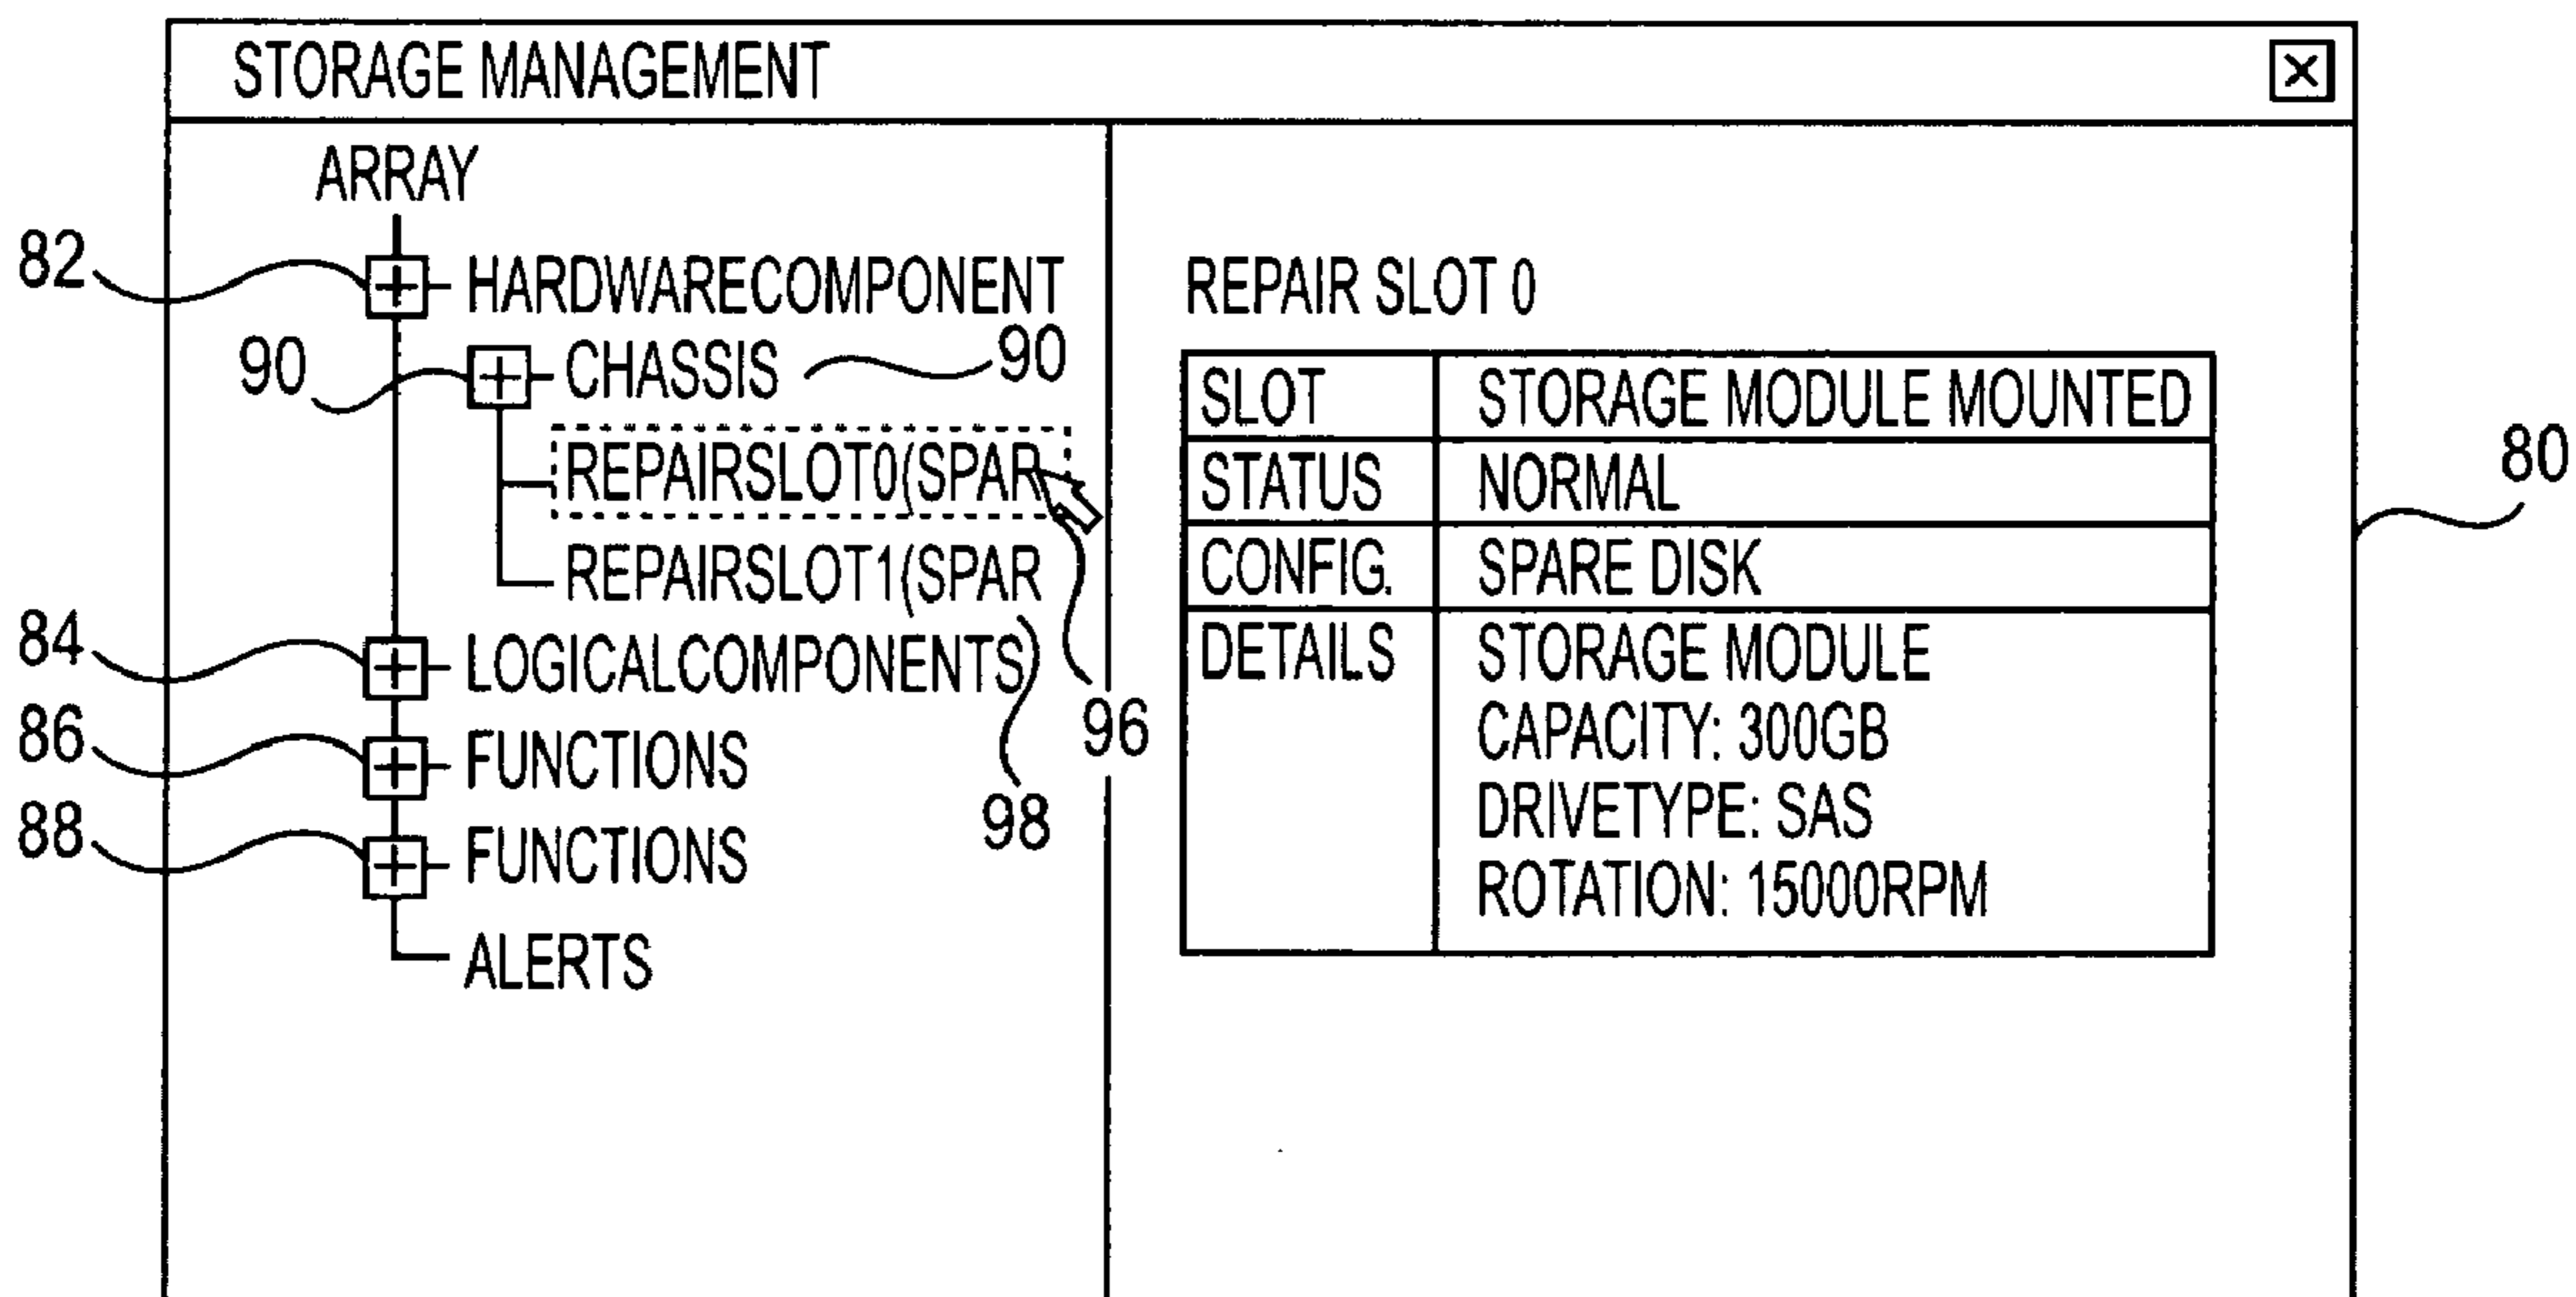 STORAGE MANAGEMENT
ARRAY
82
HARDWARECOMPONENT
90
CHASSIS
90
REPAIRSLOT0(SPAR
REPAIRSLOT1(SPAR
84
LOGICALCOMPONENTS
96
86
FUNCTIONS
98
88
FUNCTIONS
ALERTS
REPAIR SLOT 0
SLOT STORAGE MODULE MOUNTED
STATUS NORMAL
CONFIG. SPARE DISK
DETAILS STORAGE MODULE
CAPACITY: 300GB
DRIVETYPE: SAS
ROTATION: 15000RPM
80